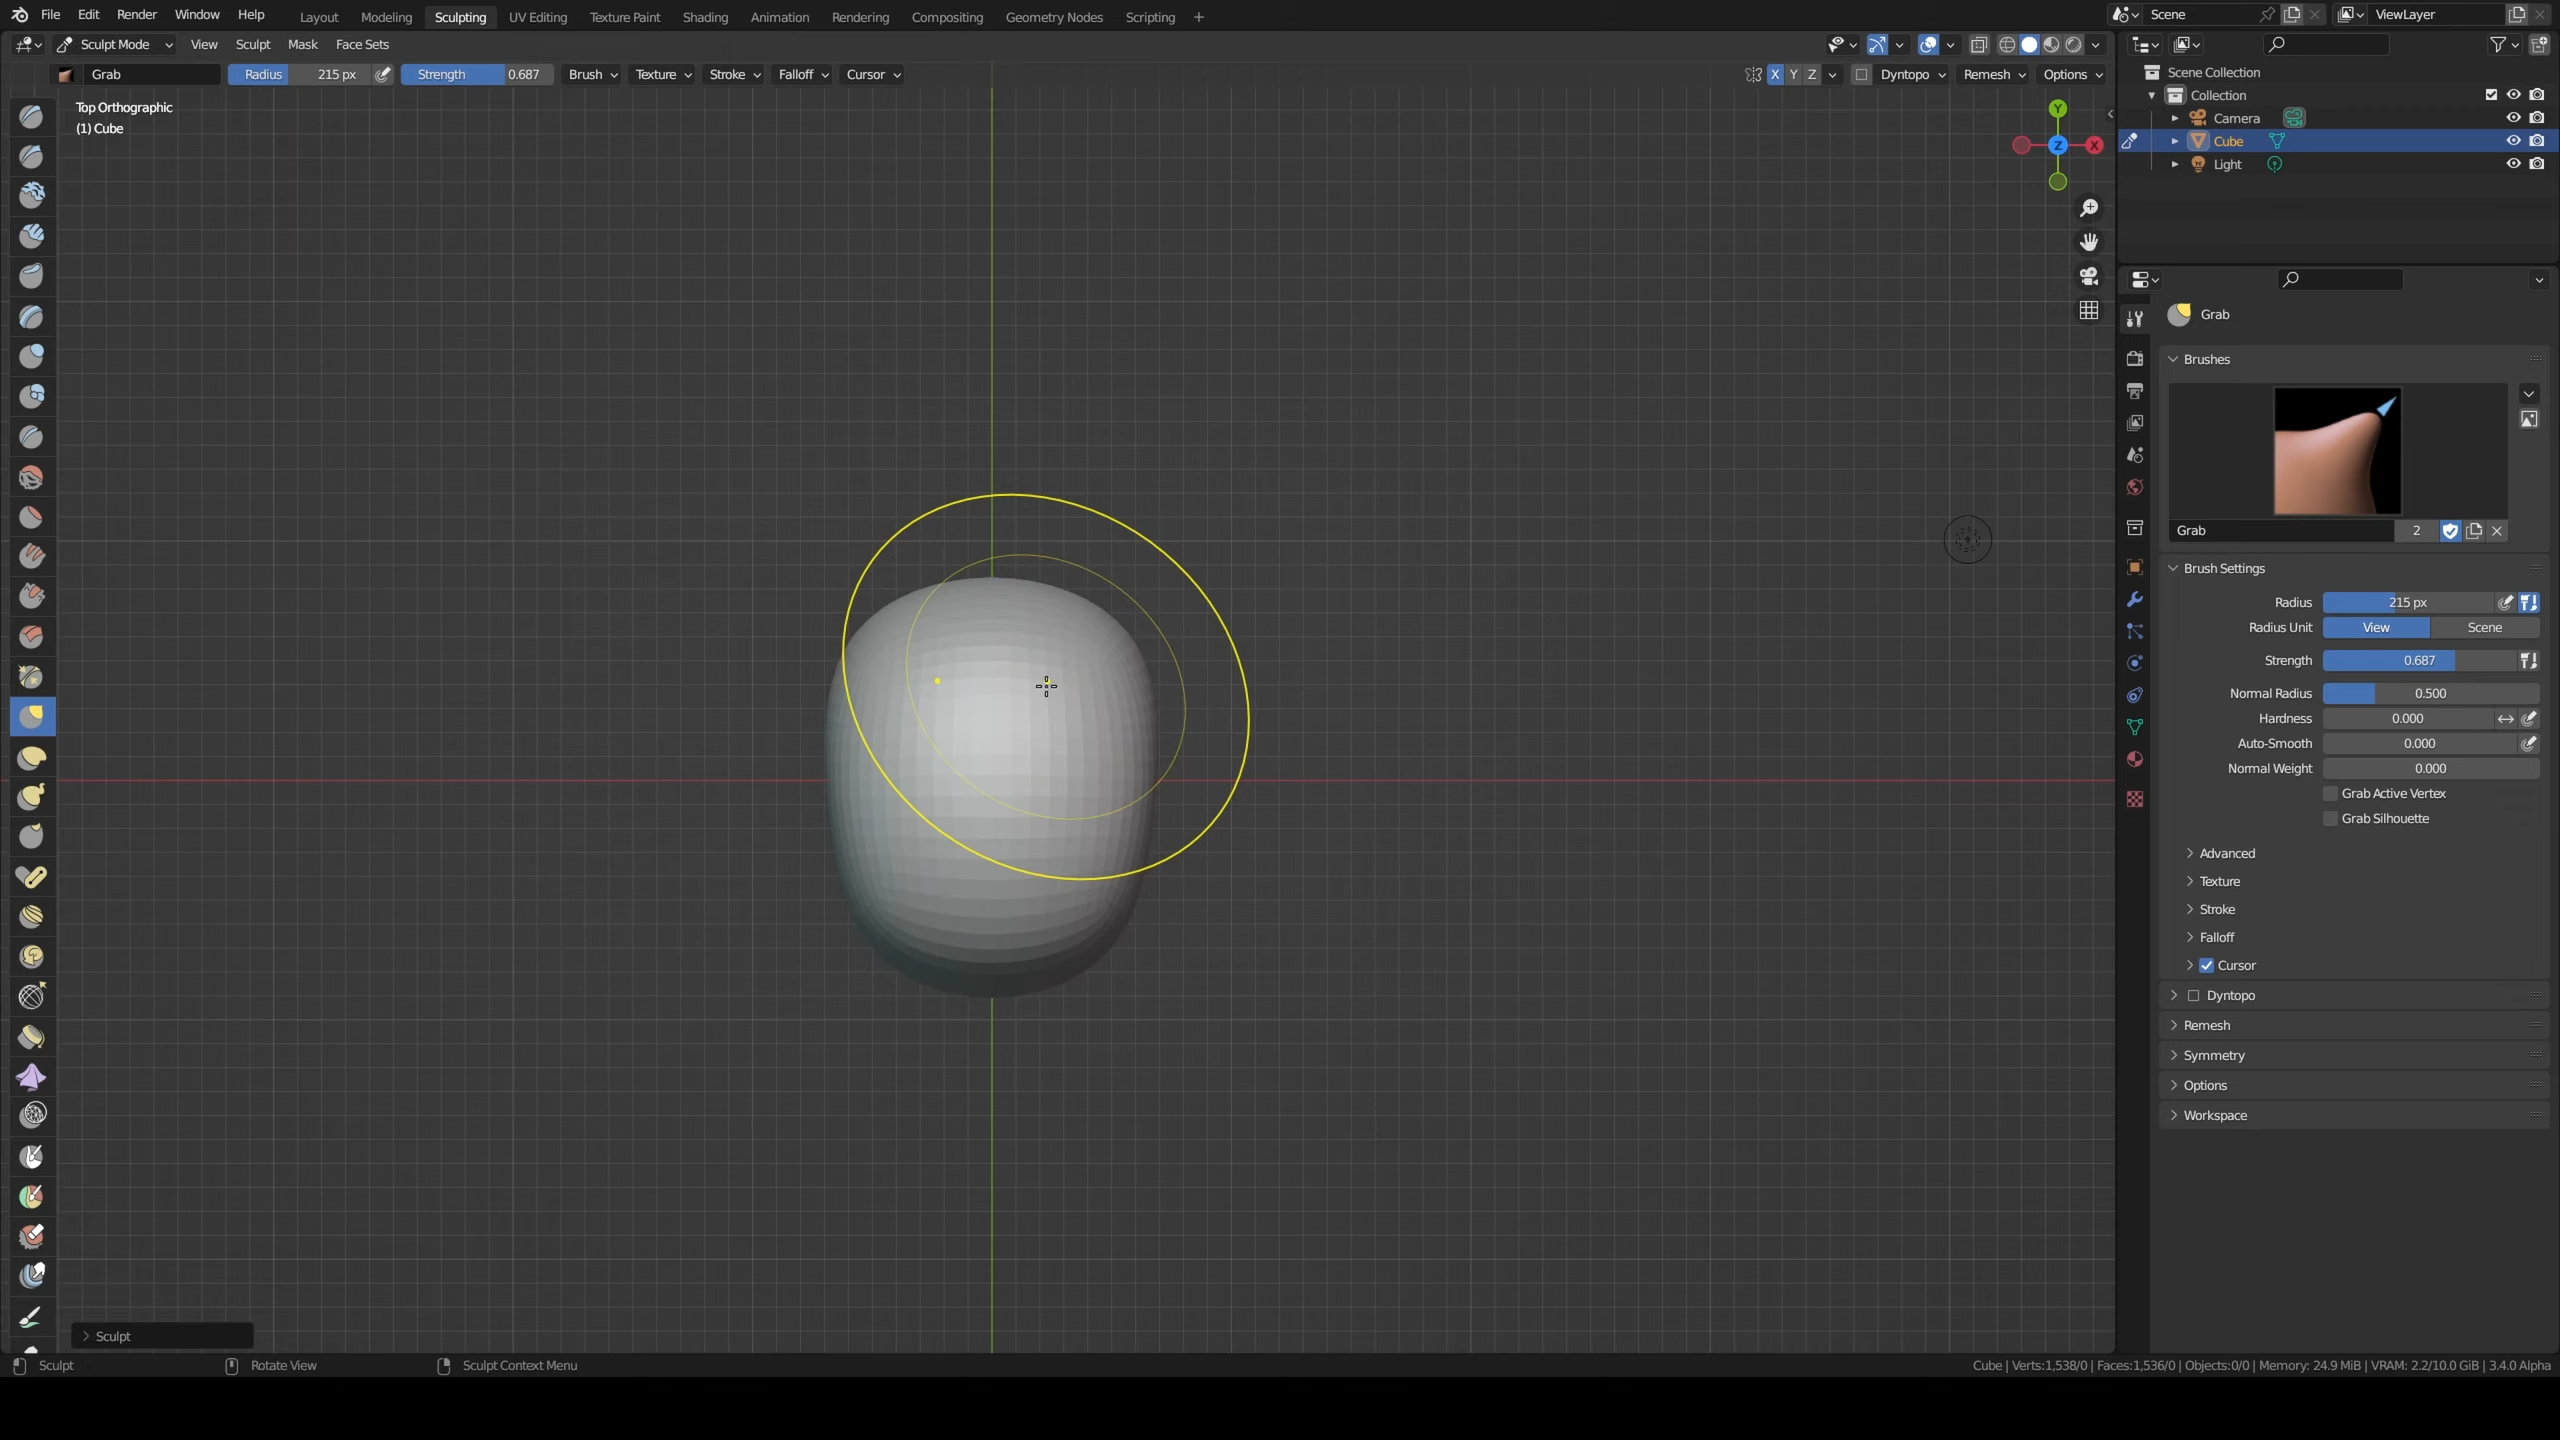 File Edit Render Window Help Layout Modeling Sculpting UV Editing Texture Paint Shading Animation Rendering Compositing Geometry Nodes Scripting + Scene ViewLayer
Sculpt Mode View Sculpt Mask Face Sets
Grab Radius 215 px Strength 0.687 Brush Texture Stroke Falloff Cursor X Y Z Dyntopo Remesh Options
Top Orthographic
(1) Cube
Y
Z X
Scene Collection
Collection
Camera
Cube
Light
Grab
Brushes
Grab 2
Brush Settings
Radius 215 px
Radius Unit View Scene
Strength 0.687
Normal Radius 0.500
Hardness 0.000
Auto-Smooth 0.000
Normal Weight 0.000
Grab Active Vertex
Grab Silhouette
Advanced
Texture
Stroke
Falloff
Cursor
Dyntopo
Remesh
Symmetry
Options
Workspace
Sculpt
Sculpt Rotate View Sculpt Context Menu Cube | Verts:1,538/0 | Faces:1,536/0 | Objects:0/0 | Memory: 24.9 MiB | VRAM: 2.2/10.0 GiB | 3.4.0 Alpha